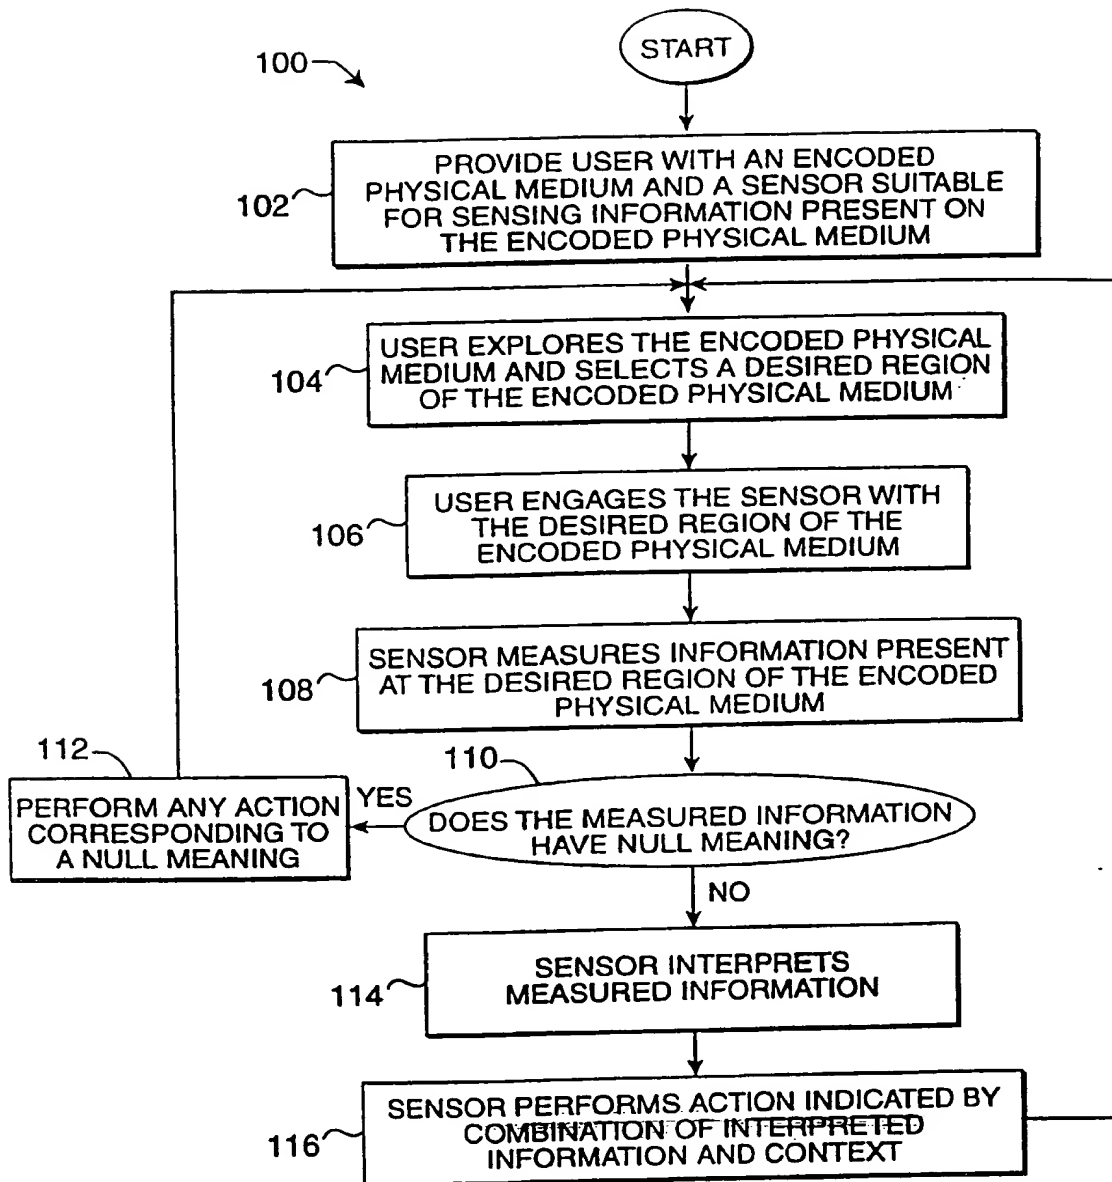 START
100
PROVIDE USER WITH AN ENCODED
PHYSICAL MEDIUM AND A SENSOR SUITABLE
FOR SENSING INFORMATION PRESENT ON
THE ENCODED PHYSICAL MEDIUM
102
USER EXPLORES THE ENCODED PHYSICAL
MEDIUM AND SELECTS A DESIRED REGION
OF THE ENCODED PHYSICAL MEDIUM
104
USER ENGAGES THE SENSOR WITH
THE DESIRED REGION OF THE
ENCODED PHYSICAL MEDIUM
106
SENSOR MEASURES INFORMATION PRESENT
AT THE DESIRED REGION OF THE ENCODED
PHYSICAL MEDIUM
108
112
110
PERFORM ANY ACTION
CORRESPONDING TO
A NULL MEANING
YES
DOES THE MEASURED INFORMATION
HAVE NULL MEANING?
NO
SENSOR INTERPRETS
MEASURED INFORMATION
114
SENSOR PERFORMS ACTION INDICATED BY
COMBINATION OF INTERPRETED
INFORMATION AND CONTEXT
116